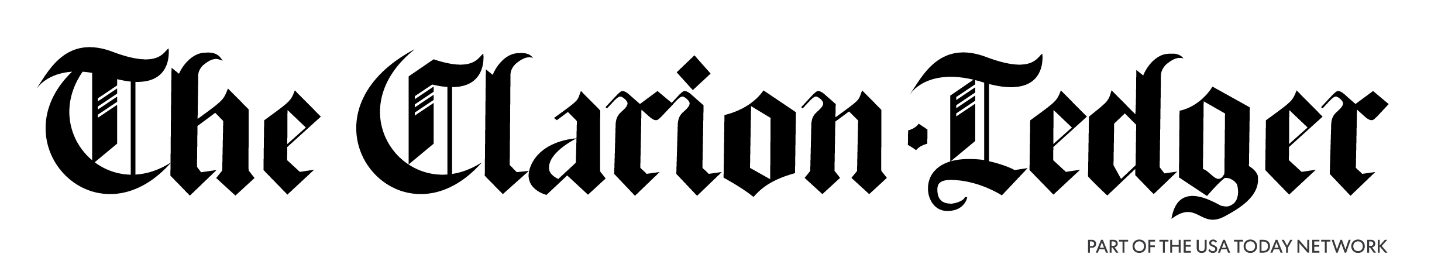 The Clarion·Ledger
PART OF THE USA TODAY NETWORK